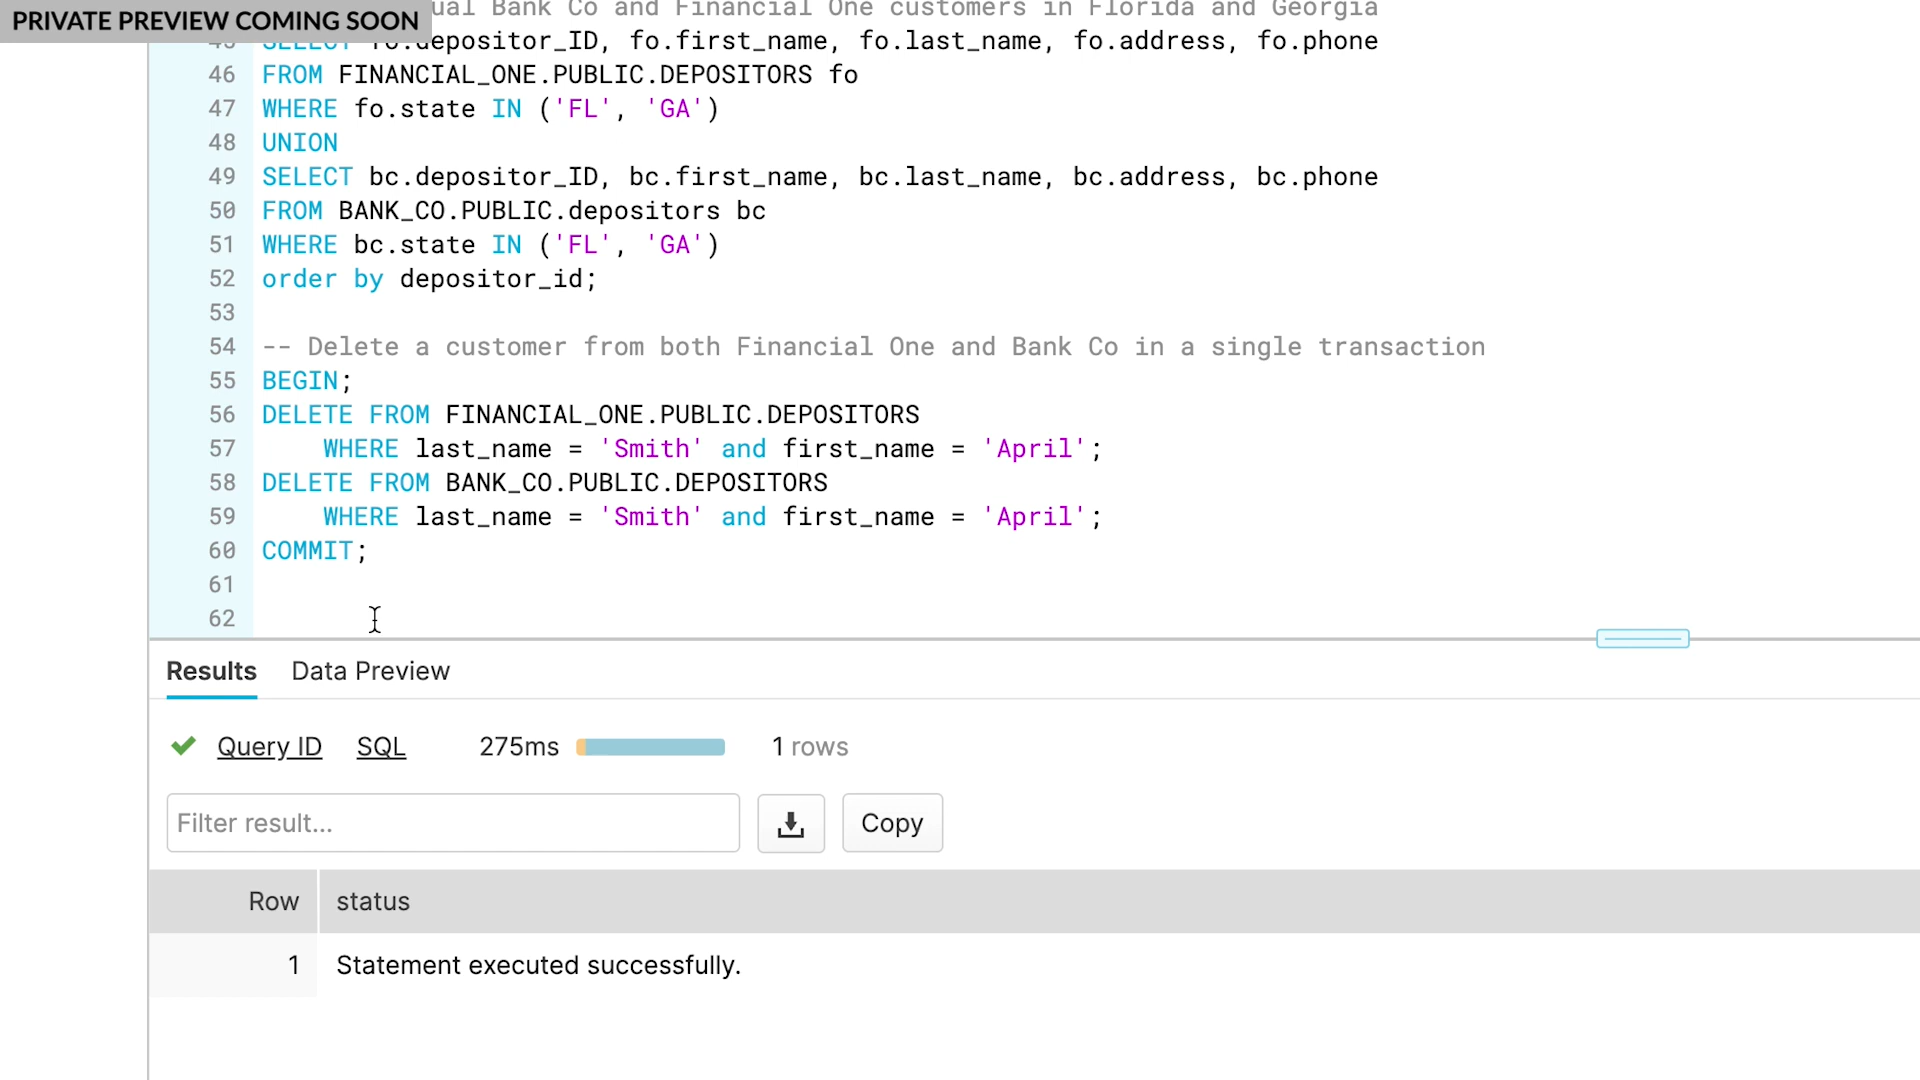 PRIVATE PREVIEW COMING SOON
ual Bank Co and Financial One customers in Florida and Georgia
45 SELECT fo.depositor_ID, fo.first_name, fo.last_name, fo.address, fo.phone
46 FROM FINANCIAL_ONE.PUBLIC.DEPOSITORS fo
47 WHERE fo.state IN ('FL', 'GA')
48 UNION
49 SELECT bc.depositor_ID, bc.first_name, bc.last_name, bc.address, bc.phone
50 FROM BANK_CO.PUBLIC.depositors bc
51 WHERE bc.state IN ('FL', 'GA')
52 order by depositor_id;
53
54 -- Delete a customer from both Financial One and Bank Co in a single transaction
55 BEGIN;
56 DELETE FROM FINANCIAL_ONE.PUBLIC.DEPOSITORS
57 WHERE last_name = 'Smith' and first_name = 'April';
58 DELETE FROM BANK_CO.PUBLIC.DEPOSITORS
59 WHERE last_name = 'Smith' and first_name = 'April';
60 COMMIT;
61
62
Results Data Preview
Query ID SQL 275ms 1 rows
Filter result... Copy
Row status
1 Statement executed successfully.